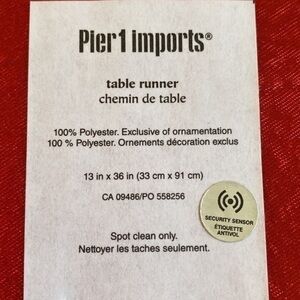 Pier 1 imports®
table runner
chemin de table
100% Polyester. Exclusive of ornamentation
100 % Polyester. Ornements décoration exclus
13 in x 36 in (33 cm x 91 cm)
CA 09486/PO 558256
SECURITY SENSOR
ÉTIQUETTE
ANTIVOL
Spot clean only.
Nettoyer les taches seulement.